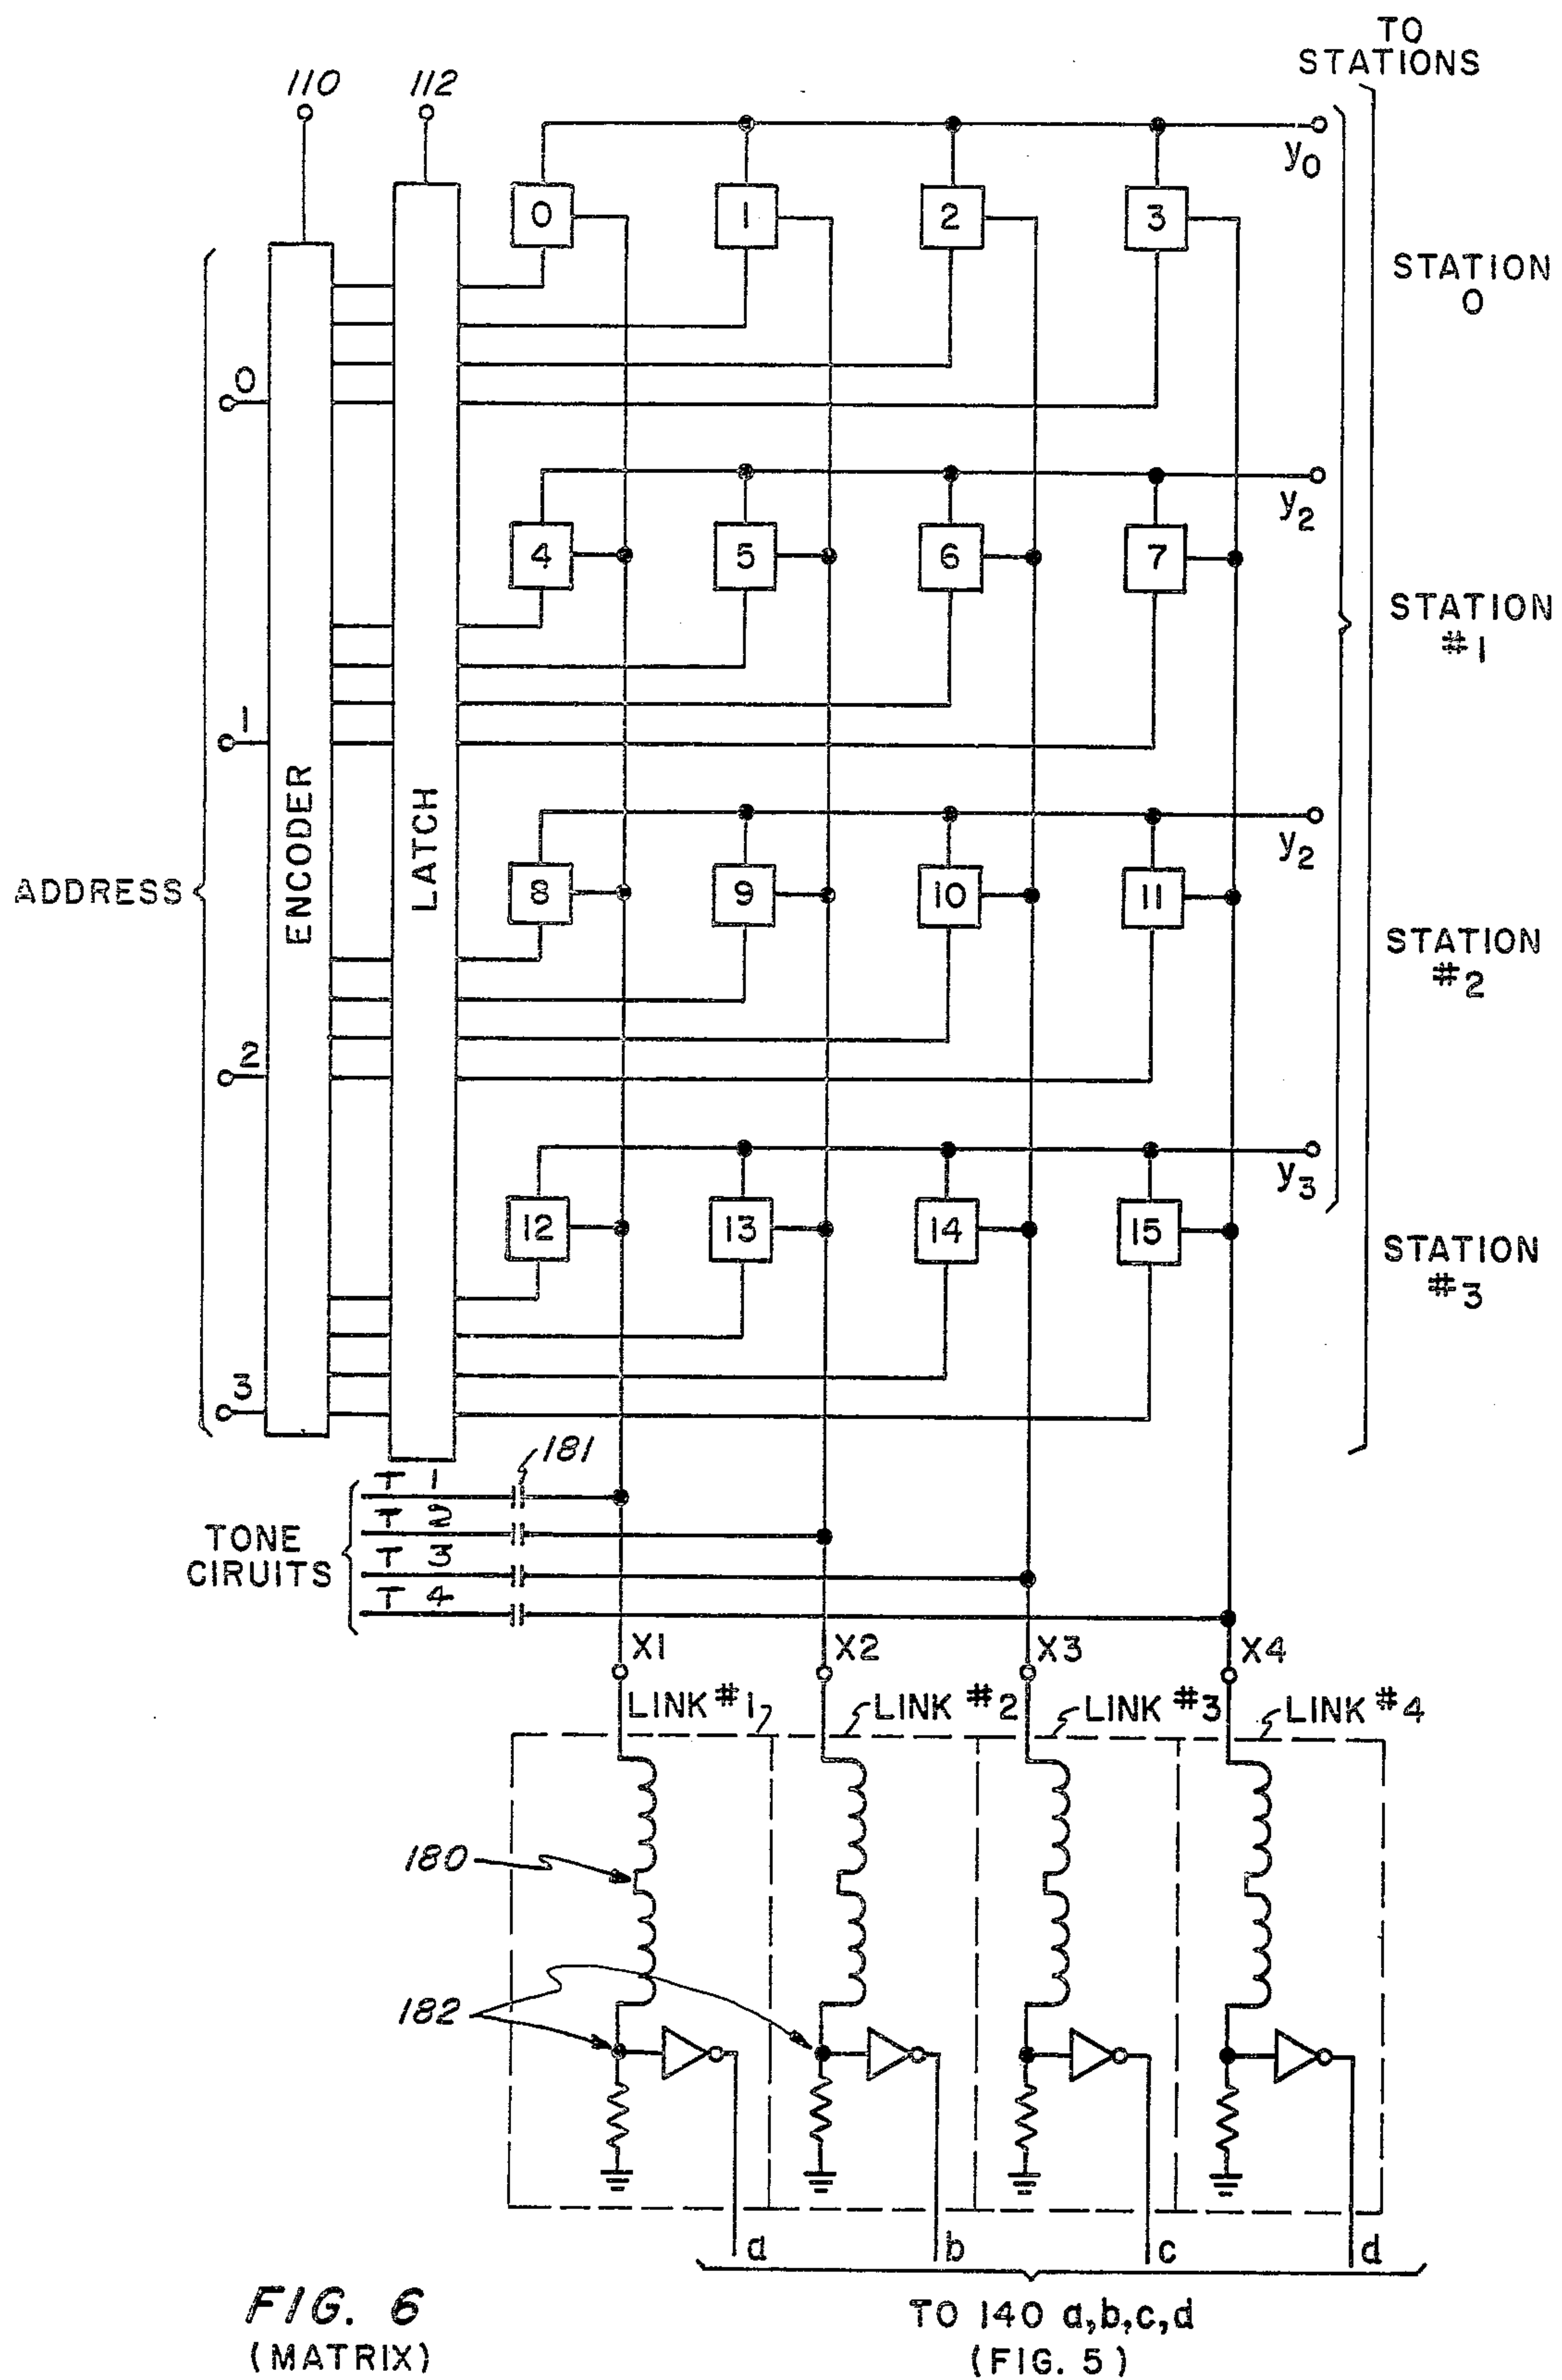 TO
STATIONS
110
112
y0
0
1
2
3
STATION
0
0
y2
4
5
6
7
STATION
#1
1
ADDRESS
ENCODER
LATCH
y2
8
9
10
11
STATION
#2
2
y3
12
13
14
15
STATION
#3
3
181
TONE
CIRUITS
T 1
T 2
T 3
T 4
X1
X2
X3
X4
LINK #1
LINK #2
LINK #3
LINK #4
180
182
a
b
c
d
TO 140 a,b,c,d
(FIG. 5)
FIG. 6
(MATRIX)